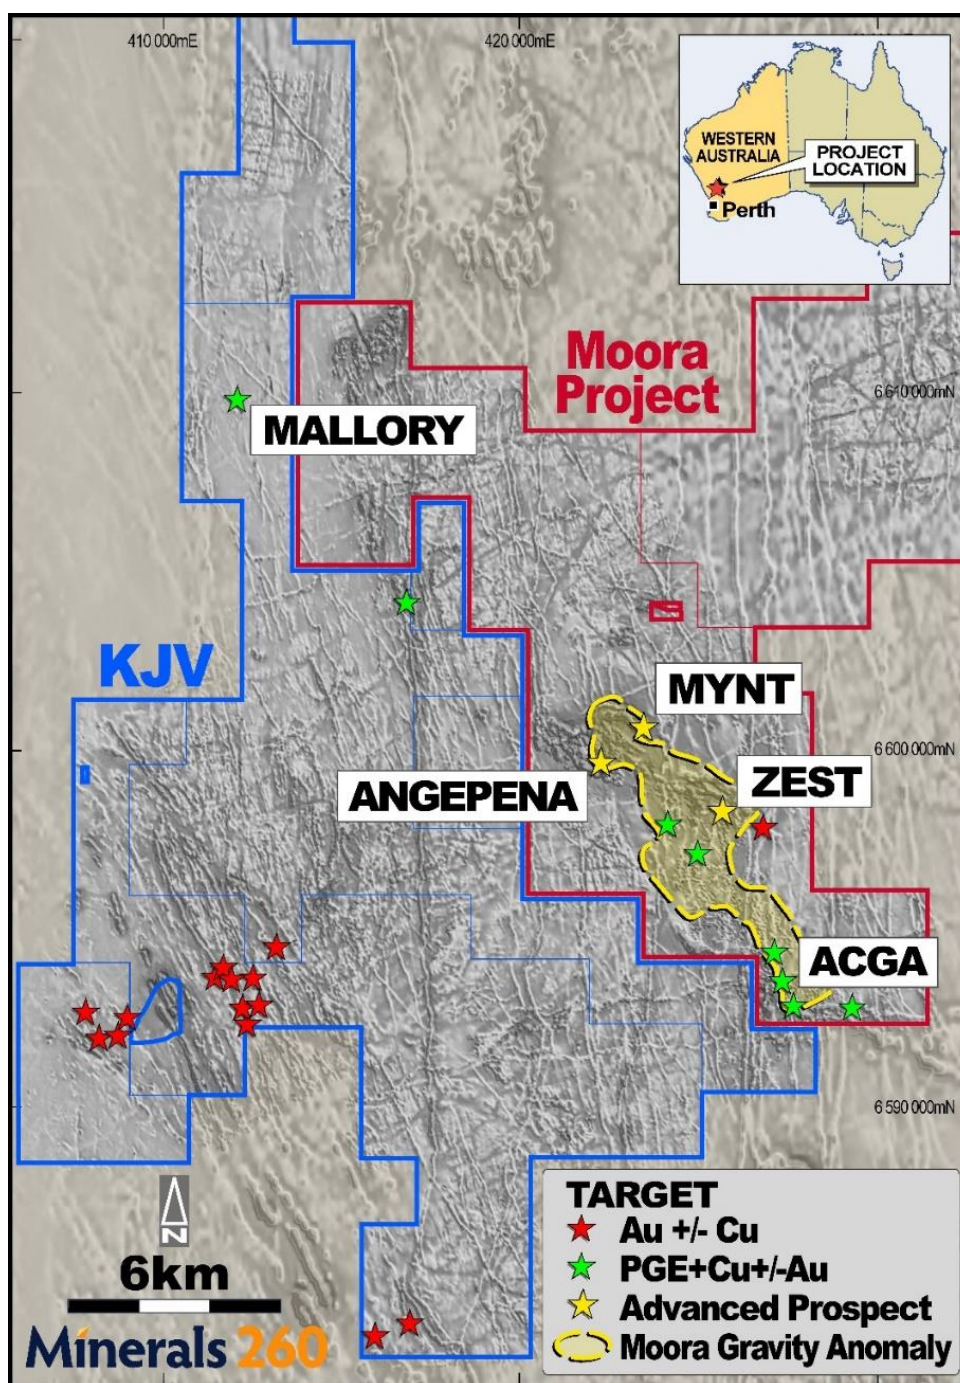 410 000mE
420 000mE
WESTERN
AUSTRALIA
PROJECT
LOCATION
Perth
Moora
Project
6 610 000mN
MALLORY
KJV
MYNT
6 600 000mN
ZEST
ANGEPENA
ACGA
6 590 000mN
N
6km
Minerals 260
TARGET
Au +/- Cu
PGE+Cu+/-Au
Advanced Prospect
Moora Gravity Anomaly